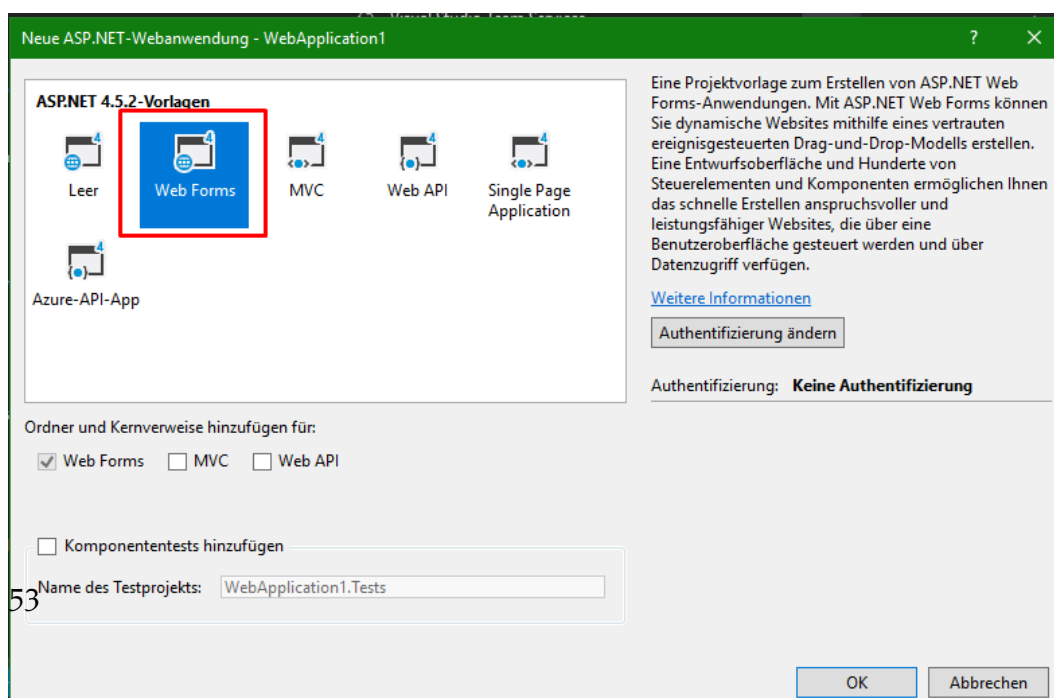 Neue ASP.NET-Webanwendung - WebApplication1
?
ASP.NET 4.5.2-Vorlagen
Leer
Web Forms
MVC
Web API
Single Page
Application
Azure-API-App
Eine Projektvorlage zum Erstellen von ASP.NET Web
Forms-Anwendungen. Mit ASP.NET Web Forms können
Sie dynamische Websites mithilfe eines vertrauten
ereignisgesteuerten Drag-und-Drop-Modells erstellen.
Eine Entwurfsoberfläche und Hunderte von
Steuerelementen und Komponenten ermöglichen Ihnen
das schnelle Erstellen anspruchsvoller und
leistungsfähiger Websites, die über eine
Benutzeroberfläche gesteuert werden und über
Datenzugriff verfügen.
Weitere Informationen
Authentifizierung ändern
Authentifizierung: Keine Authentifizierung
Ordner und Kernverweise hinzufügen für:
Web Forms MVC Web API
Komponententests hinzufügen
Name des Testprojekts: WebApplication1.Tests
53
OK Abbrechen